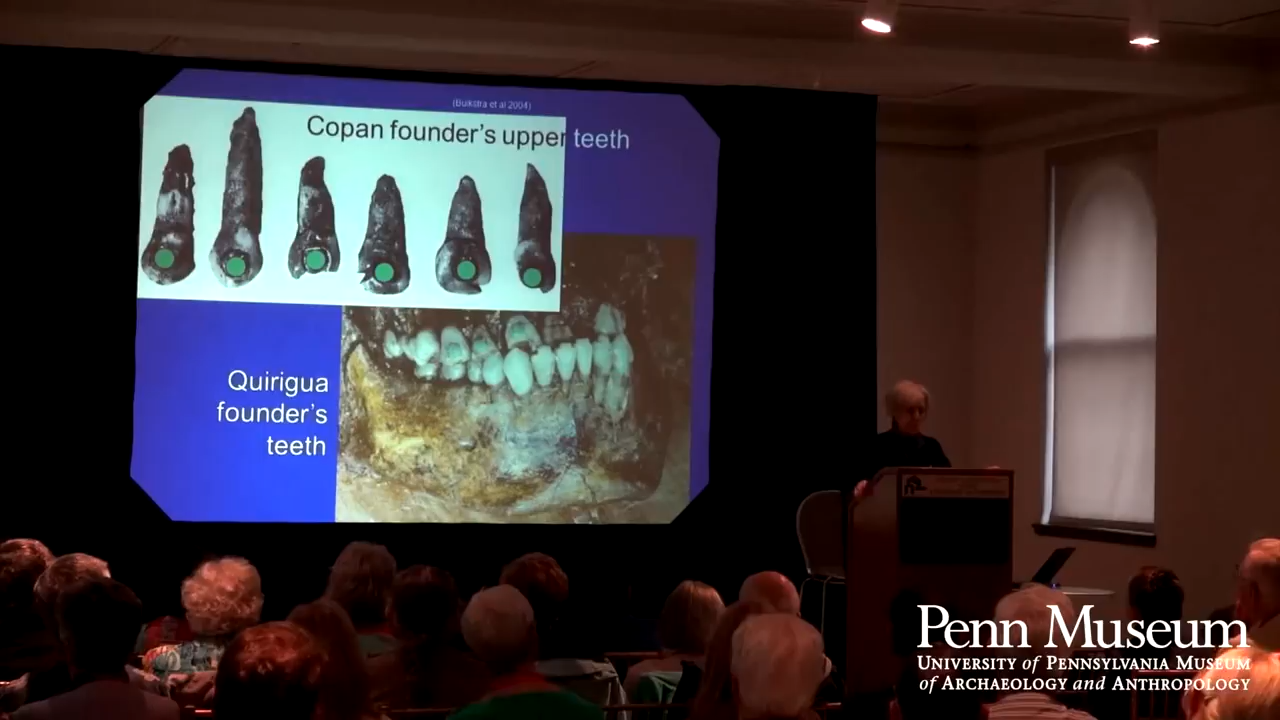 (Buikstra et al 2004)
Copan founder's upper teeth
Quirigua
founder's
teeth
Penn Museum
University of Pennsylvania Museum
of Archaeology and Anthropology